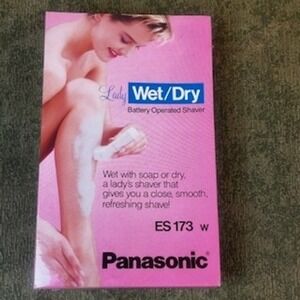 Lady Wet/Dry
Battery Operated Shaver
Wet with soap or dry,
a lady's shaver that
gives you a close, smooth,
refreshing shave!
ES 173 W
Panasonic